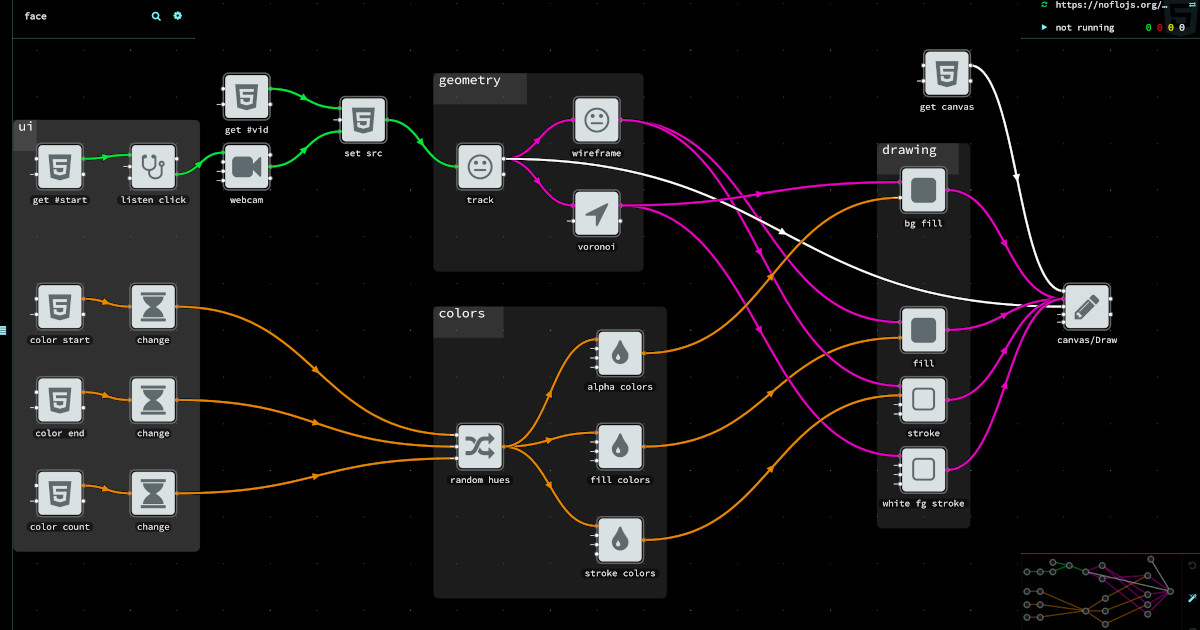 face
https://noflojs.org/…
not running
0 0 0 0
get #vid
set src
ui
get #start
listen click
webcam
color start
change
color end
change
color count
change
geometry
track
wireframe
voronoi
colors
random hues
alpha colors
fill colors
stroke colors
get canvas
drawing
bg fill
fill
stroke
white fg stroke
canvas/Draw